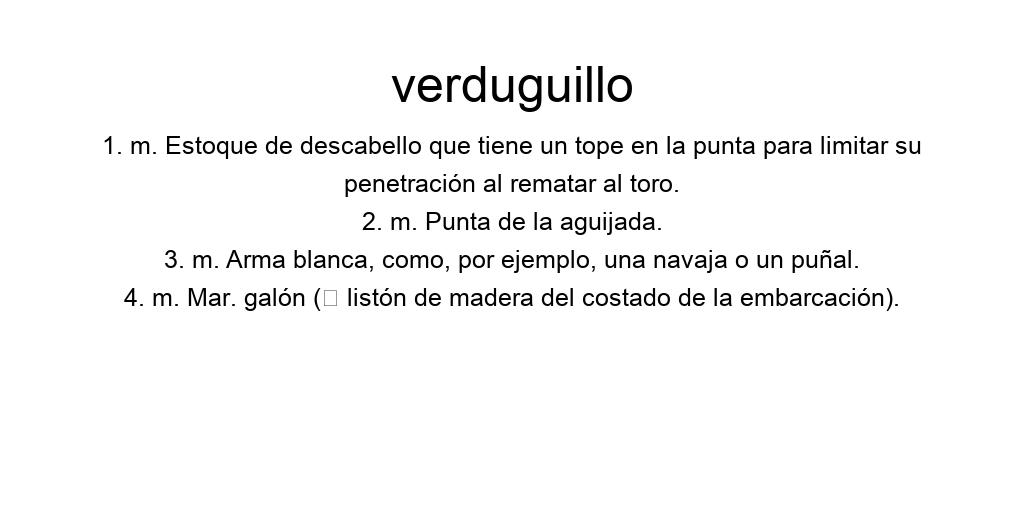 verduguillo
1. m. Estoque de descabello que tiene un tope en la punta para limitar su
penetración al rematar al toro.
2. m. Punta de la aguijada.
3. m. Arma blanca, como, por ejemplo, una navaja o un puñal.
4. m. Mar. galón (▯ listón de madera del costado de la embarcación).